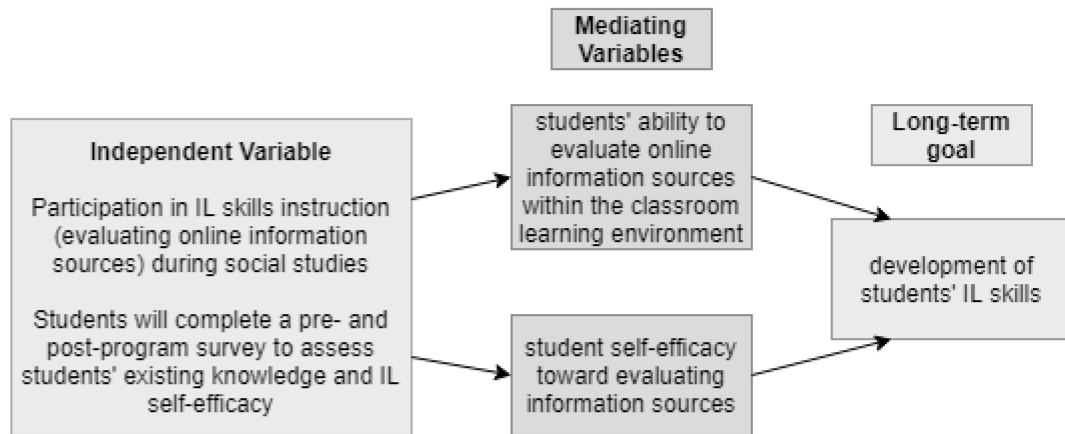 Mediating
Variables
Independent Variable
Participation in IL skills instruction
(evaluating online information
sources) during social studies
Students will complete a pre- and
post-program survey to assess
students' existing knowledge and IL
self-efficacy
students' ability to
evaluate online
information sources
within the classroom
learning environment
student self-efficacy
toward evaluating
information sources
Long-term
goal
development of
students' IL skills